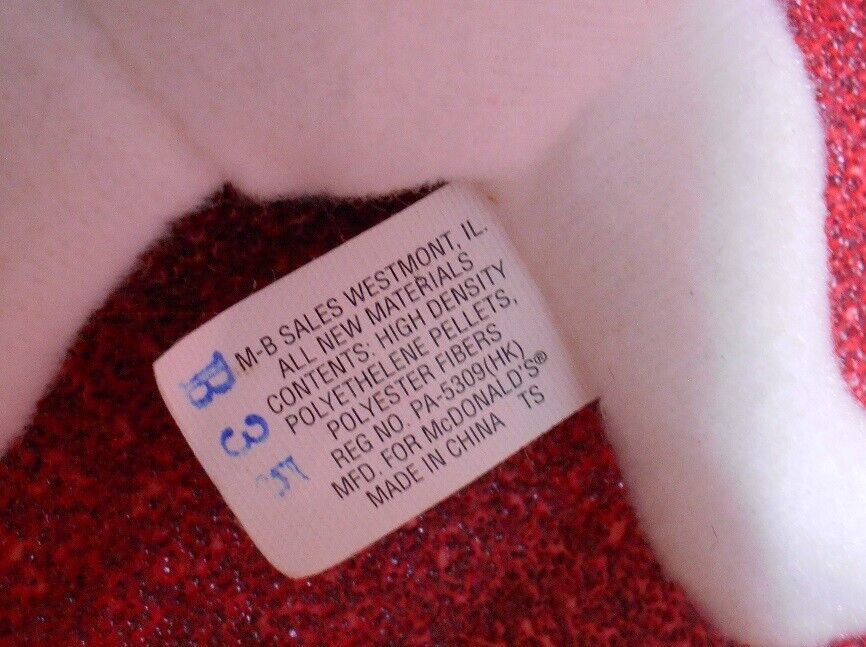 M-B SALES WESTMONT, IL.
ALL NEW MATERIALS
CONTENTS: HIGH DENSITY
POLYETHELENE PELLETS,
POLYESTER FIBERS
REG NO. PA-5309(HK)
MFD. FOR McDONALD'S®
MADE IN CHINA TS
B 3